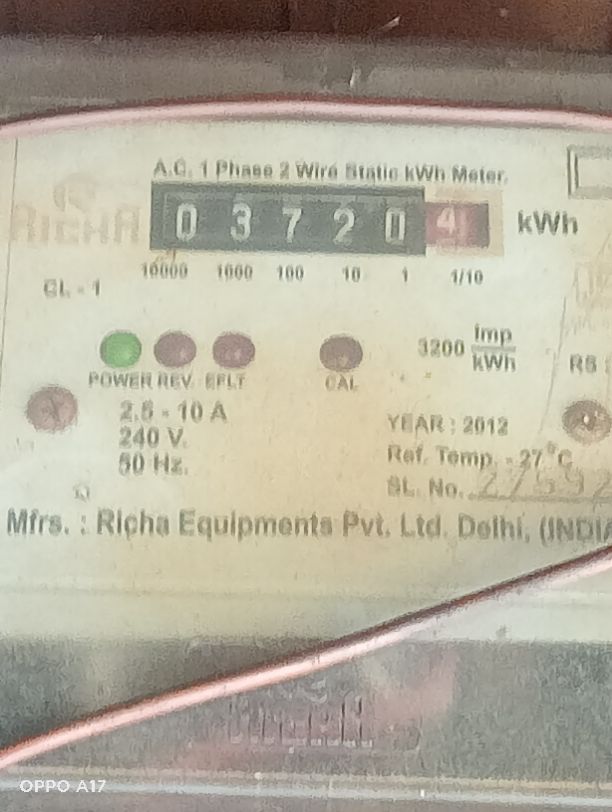 A.C. 1 Phase 2 Wire Static kWh Meter.
RICHA
0 3 7 2 0 4 kWh
10000 1000 100 10 1 1/10
CL - 1
3200 Imp/kWh
POWER REV. EFLT CAL
RS :
2.5 - 10 A
240 V.
50 Hz.
YEAR : 2012
Ref. Temp. - 27°C
SL. No.
Mfrs. : Richa Equipments Pvt. Ltd. Delhi, (INDIA
RICHA
OPPO A17